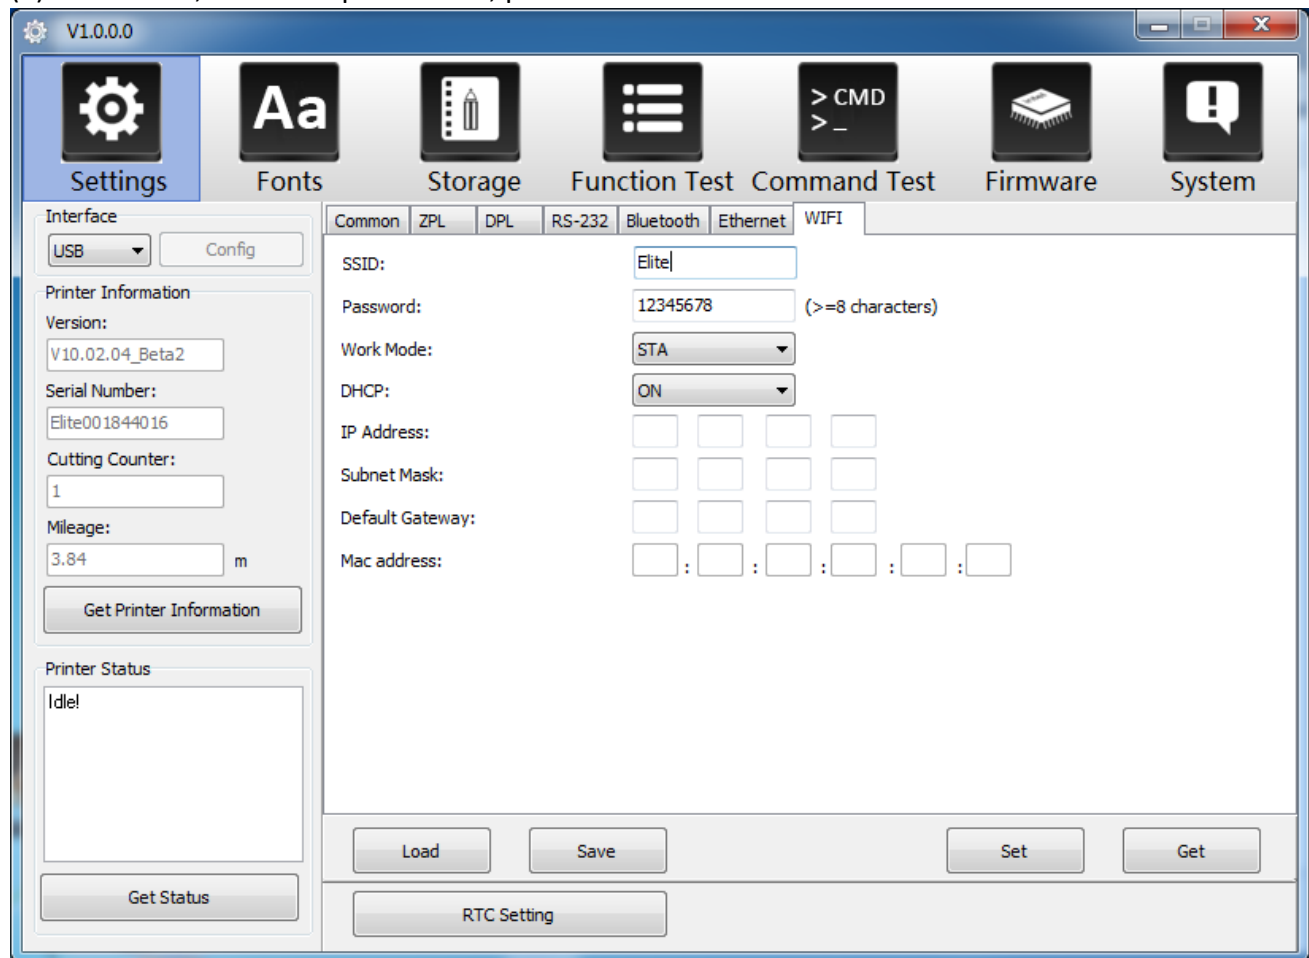 V1.0.0.0
Aa
> CMD
>_
Settings
Fonts
Storage
Function Test
Command Test
Firmware
System
Interface
USB
Config
Printer Information
Version:
V10.02.04_Beta2
Serial Number:
Elite001844016
Cutting Counter:
1
Mileage:
3.84 m
Get Printer Information
Printer Status
Idle!
Get Status
Common ZPL DPL RS-232 Bluetooth Ethernet WIFI
SSID: Elite
Password: 12345678 (>=8 characters)
Work Mode: STA
DHCP: ON
IP Address:
Subnet Mask:
Default Gateway:
Mac address: : : : : :
Load Save Set Get
RTC Setting